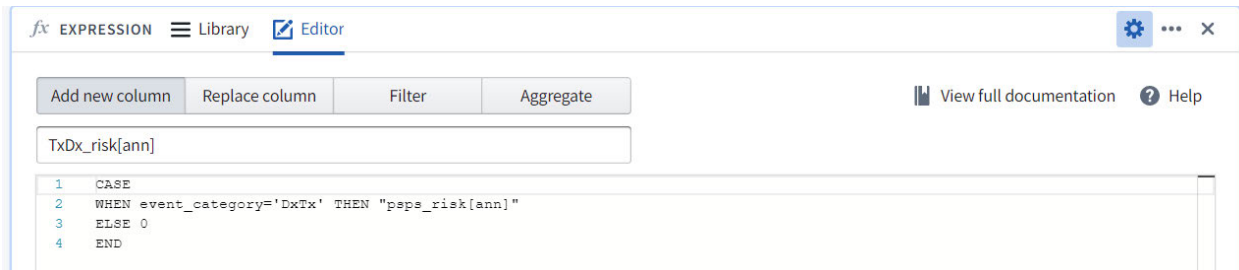 fx EXPRESSION Library Editor
Add new column Replace column Filter Aggregate View full documentation Help
TxDx_risk[ann]
1 CASE
2 WHEN event_category='DxTx' THEN "psps_risk[ann]"
3 ELSE 0
4 END